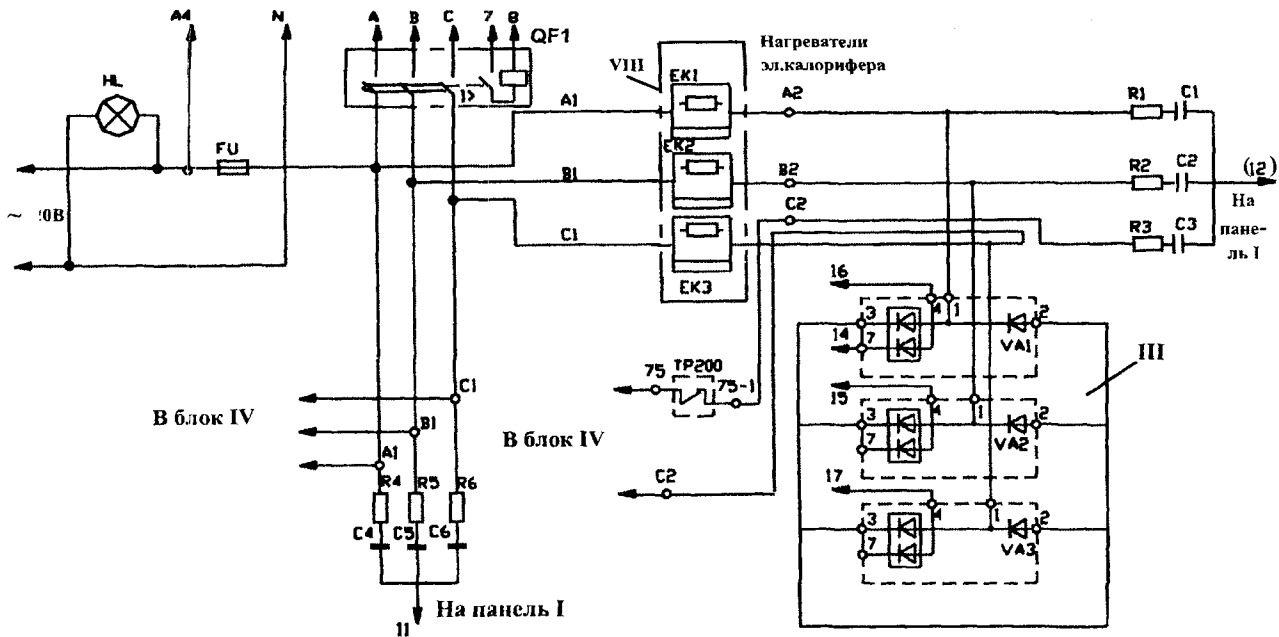 A4 N A B C 7 8
QF1
HL
I>
FU
~ 20В
VIII
Нагреватели
эл.калорифера
EK1
EK2
EK3
A1
B1
C1
A2
B2
C2
R1 C1
R2 C2
R3 C3
(12)
На
пане-
ль I
16
3 4 1 2
14 7
VA1
III
15
3 4 1 2
7
VA2
17
3 4 1 2
7
VA3
75 TP200 75-1
C2
C1
B1
A1
В блок IV
В блок IV
R4 R5 R6
C4 C5 C6
На панель I
11